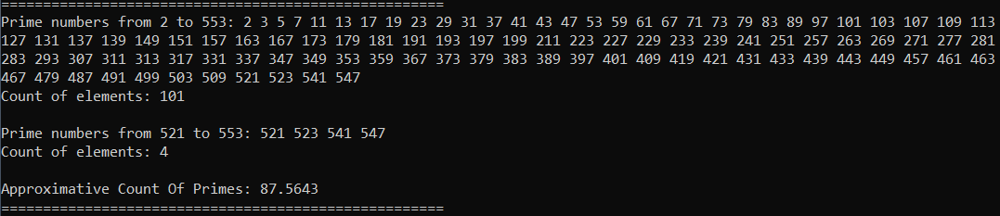 =====================================================
Prime numbers from 2 to 553: 2 3 5 7 11 13 17 19 23 29 31 37 41 43 47 53 59 61 67 71 73 79 83 89 97 101 103 107 109 113
127 131 137 139 149 151 157 163 167 173 179 181 191 193 197 199 211 223 227 229 233 239 241 251 257 263 269 271 277 281
283 293 307 311 313 317 331 337 347 349 353 359 367 373 379 383 389 397 401 409 419 421 431 433 439 443 449 457 461 463
467 479 487 491 499 503 509 521 523 541 547
Count of elements: 101
Prime numbers from 521 to 553: 521 523 541 547
Count of elements: 4
Approximative Count Of Primes: 87.5643
=====================================================